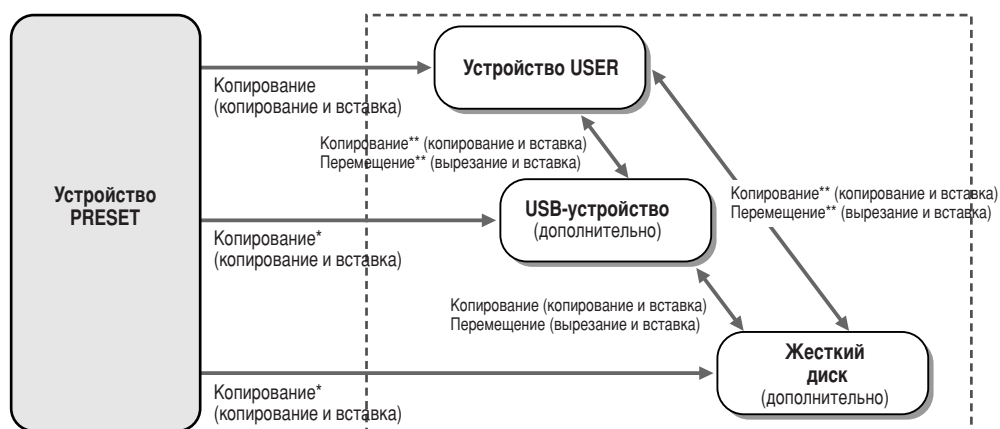 Устройство
PRESET
Копирование
(копирование и вставка)
Устройство USER
Копирование** (копирование и вставка)
Перемещение** (вырезание и вставка)
Копирование** (копирование и вставка)
Перемещение** (вырезание и вставка)
USB-устройство
(дополнительно)
Копирование*
(копирование и вставка)
Копирование (копирование и вставка)
Перемещение (вырезание и вставка)
Жесткий
диск
(дополнительно)
Копирование*
(копирование и вставка)